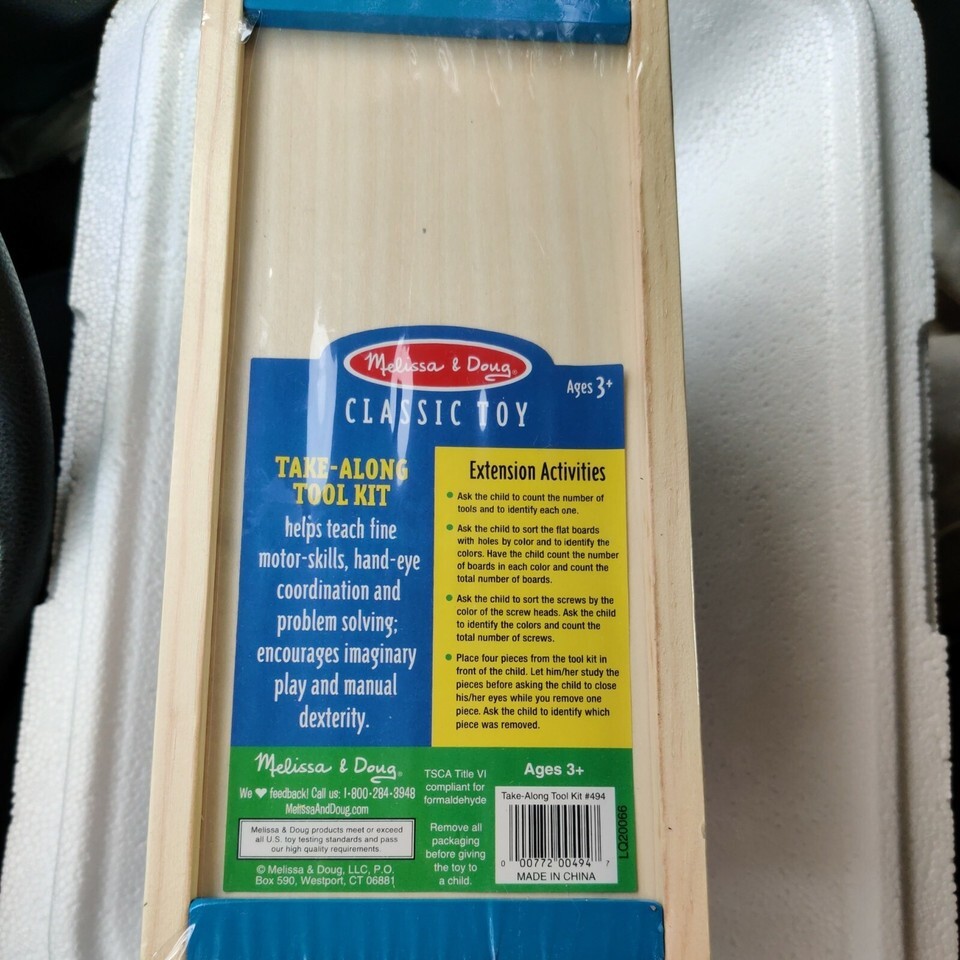 Melissa & Doug®
Ages 3+
CLASSIC TOY
TAKE-ALONG
TOOL KIT
helps teach fine
motor-skills, hand-eye
coordination and
problem solving;
encourages imaginary
play and manual
dexterity.
Extension Activities
• Ask the child to count the number of
tools and to identify each one.
• Ask the child to sort the flat boards
with holes by color and to identify the
colors. Have the child count the number
of boards in each color and count the
total number of boards.
• Ask the child to sort the screws by the
color of the screw heads. Ask the child
to identify the colors and count the
total number of screws.
• Place four pieces from the tool kit in
front of the child. Let him/her study the
pieces before asking the child to close
his/her eyes while you remove one
piece. Ask the child to identify which
piece was removed.
Melissa & Doug®
We ♥ feedback! Call us: 1-800-284-3948
MelissaAndDoug.com
Melissa & Doug products meet or exceed
all U.S. toy testing standards and pass
our high quality requirements.
© Melissa & Doug, LLC, P.O.
Box 590, Westport, CT 06881
TSCA Title VI
compliant for
formaldehyde
Remove all
packaging
before giving
the toy to
a child.
Ages 3+
Take-Along Tool Kit #494
0 00772 00494 7
MADE IN CHINA
LO20066